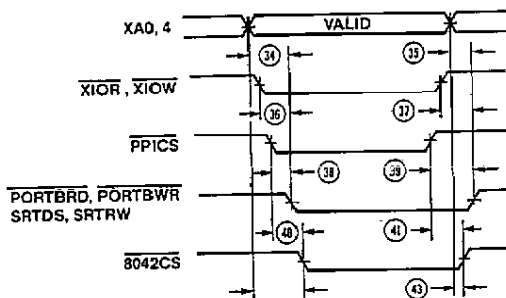 XA0, 4 VALID
34 35
XIOR, XIOW
36 37
PPICS
38 39
PORTBRD, PORTBWR
SRTDS, SRTRW
40 41
8042CS
43